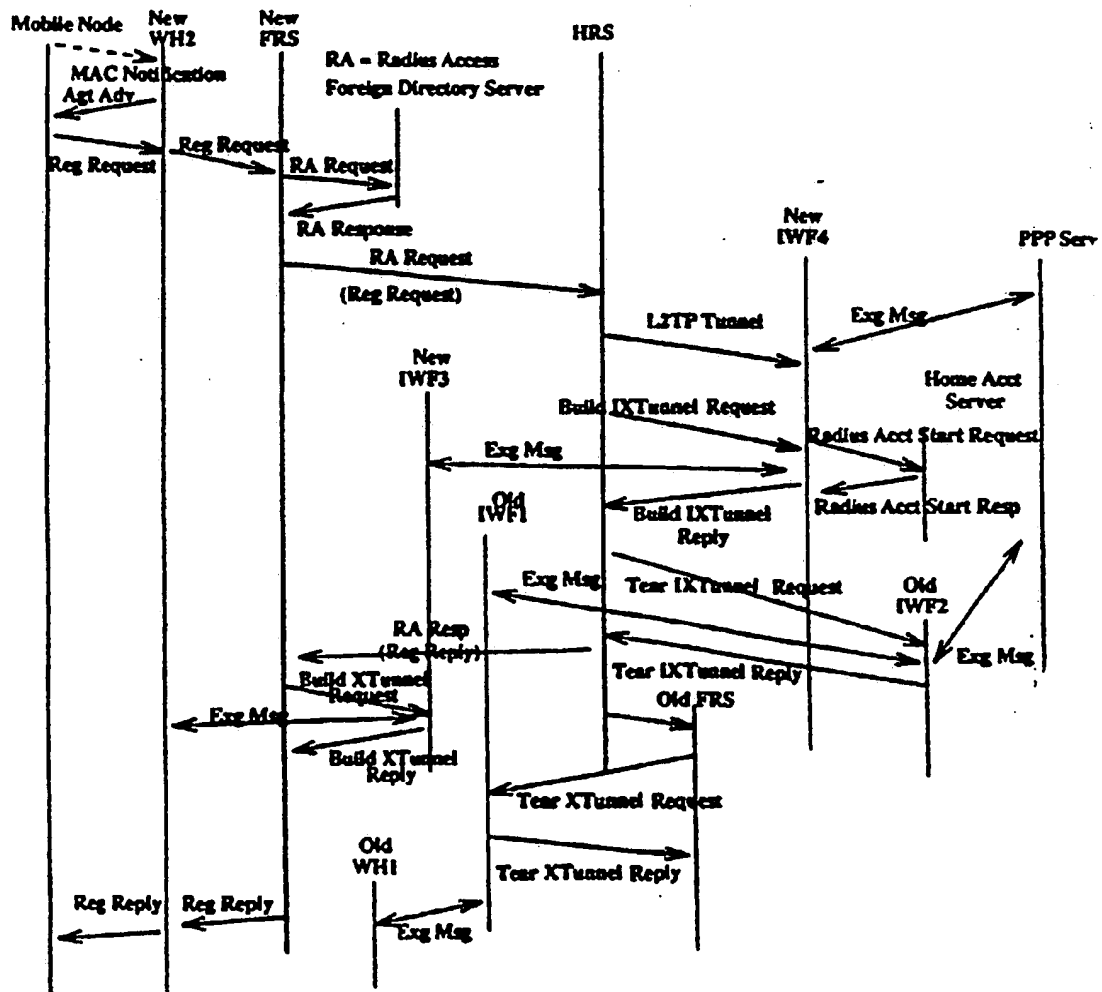 Mobile Node
New
WH2
New
FRS
HRS
RA = Radius Access
Foreign Directory Server
MAC Notification
Agt Adv
Reg Request
Reg Request
RA Request
RA Response
RA Request
(Reg Request)
New
IWF4
PPP Serv
L2TP Tunnel
Exg Msg
New
IWF3
Home Acct
Server
Build IXTunnel Request
Radius Acct Start Request
Exg Msg
Old
IWF1
Build IXTunnel
Reply
Radius Acct Start Resp
Exg Msg
Tear IXTunnel Request
Old
IWF2
RA Resp
(Reg Reply)
Tear IXTunnel Reply
Exg Msg
Build XTunnel
Request
Old FRS
Exg Msg
Build XTunnel
Reply
Tear XTunnel Request
Old
WH1
Tear XTunnel Reply
Reg Reply
Reg Reply
Exg Msg